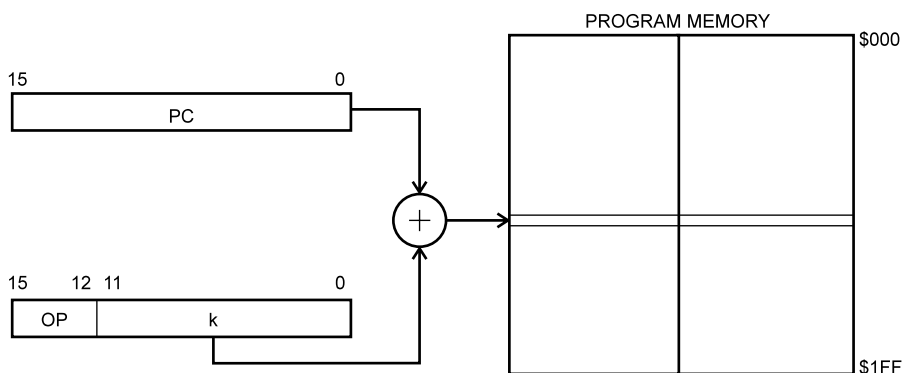 PROGRAM MEMORY
$000
15 0
PC
+
15 12 11 0
OP k
$1FF